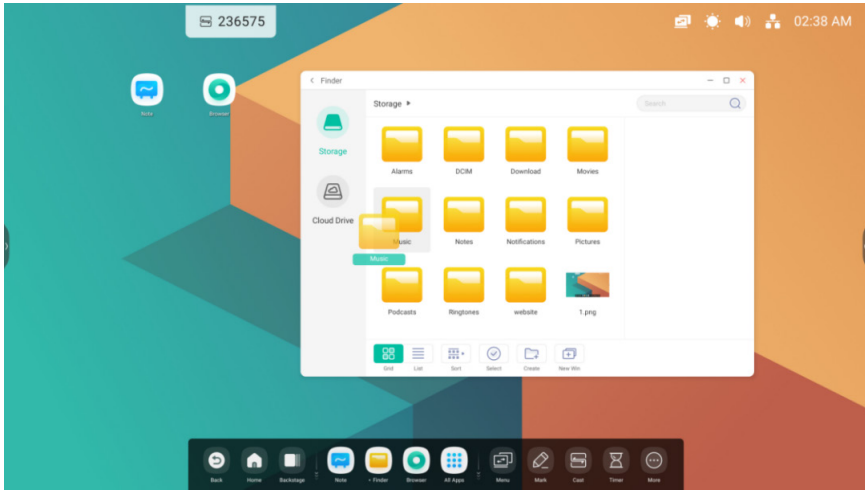 236575
02:38 AM
Note
Browser
Finder
Storage
Search
Storage
Cloud Drive
Alarms
DCIM
Download
Movies
Music
Notes
Notifications
Pictures
Music
Podcasts
Ringtones
website
1.png
Grid
List
Sort
Select
Create
New Win
Back
Home
Backstage
Note
• Finder
Browser
All Apps
Menu
Mark
Cast
Timer
More